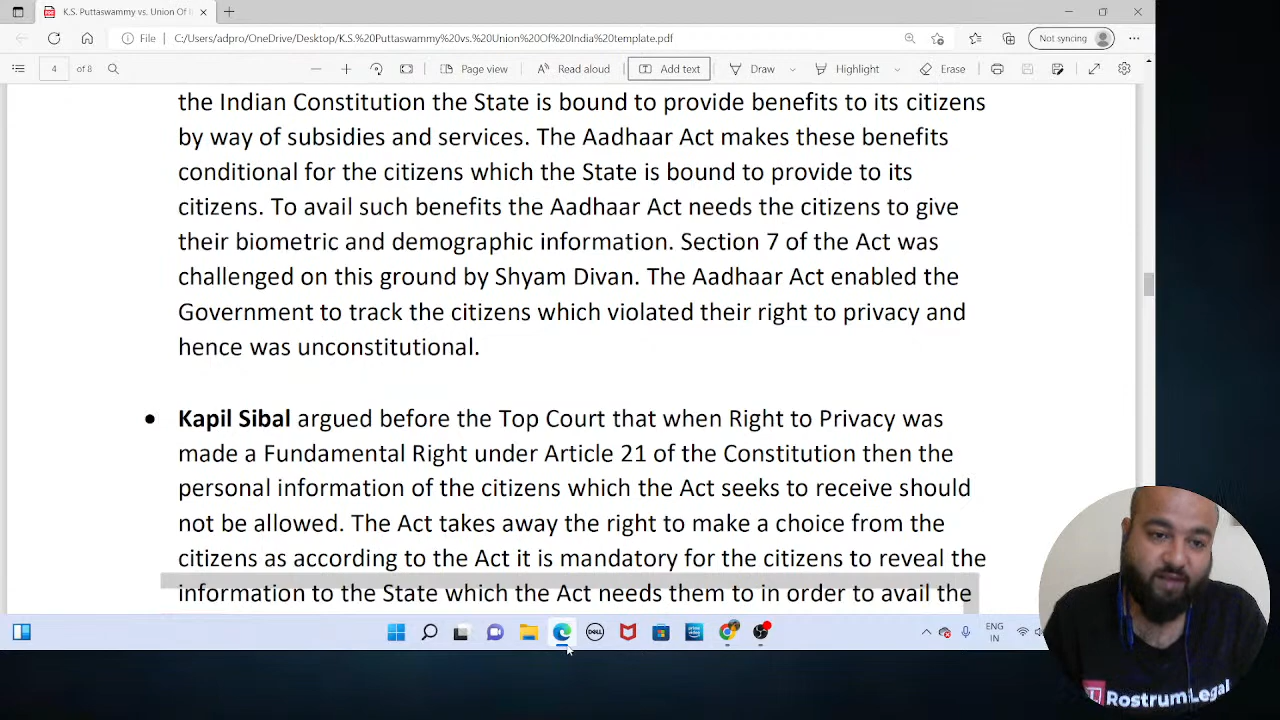 K.S. Puttaswammy vs. Union Of I
File
C:/Users/adpro/OneDrive/Desktop/K.S.%20Puttaswammy%20vs.%20Union%20Of%20India%20template.pdf
Not syncing
4 of 8
Page view
Read aloud
Add text
Draw
Highlight
Erase
the Indian Constitution the State is bound to provide benefits to its citizens
by way of subsidies and services. The Aadhaar Act makes these benefits
conditional for the citizens which the State is bound to provide to its
citizens. To avail such benefits the Aadhaar Act needs the citizens to give
their biometric and demographic information. Section 7 of the Act was
challenged on this ground by Shyam Divan. The Aadhaar Act enabled the
Government to track the citizens which violated their right to privacy and
hence was unconstitutional.
• Kapil Sibal argued before the Top Court that when Right to Privacy was
made a Fundamental Right under Article 21 of the Constitution then the
personal information of the citizens which the Act seeks to receive should
not be allowed. The Act takes away the right to make a choice from the
citizens as according to the Act it is mandatory for the citizens to reveal the
information to the State which the Act needs them to in order to avail the
DELL
prime video
ENG
IN
RostrumLegal